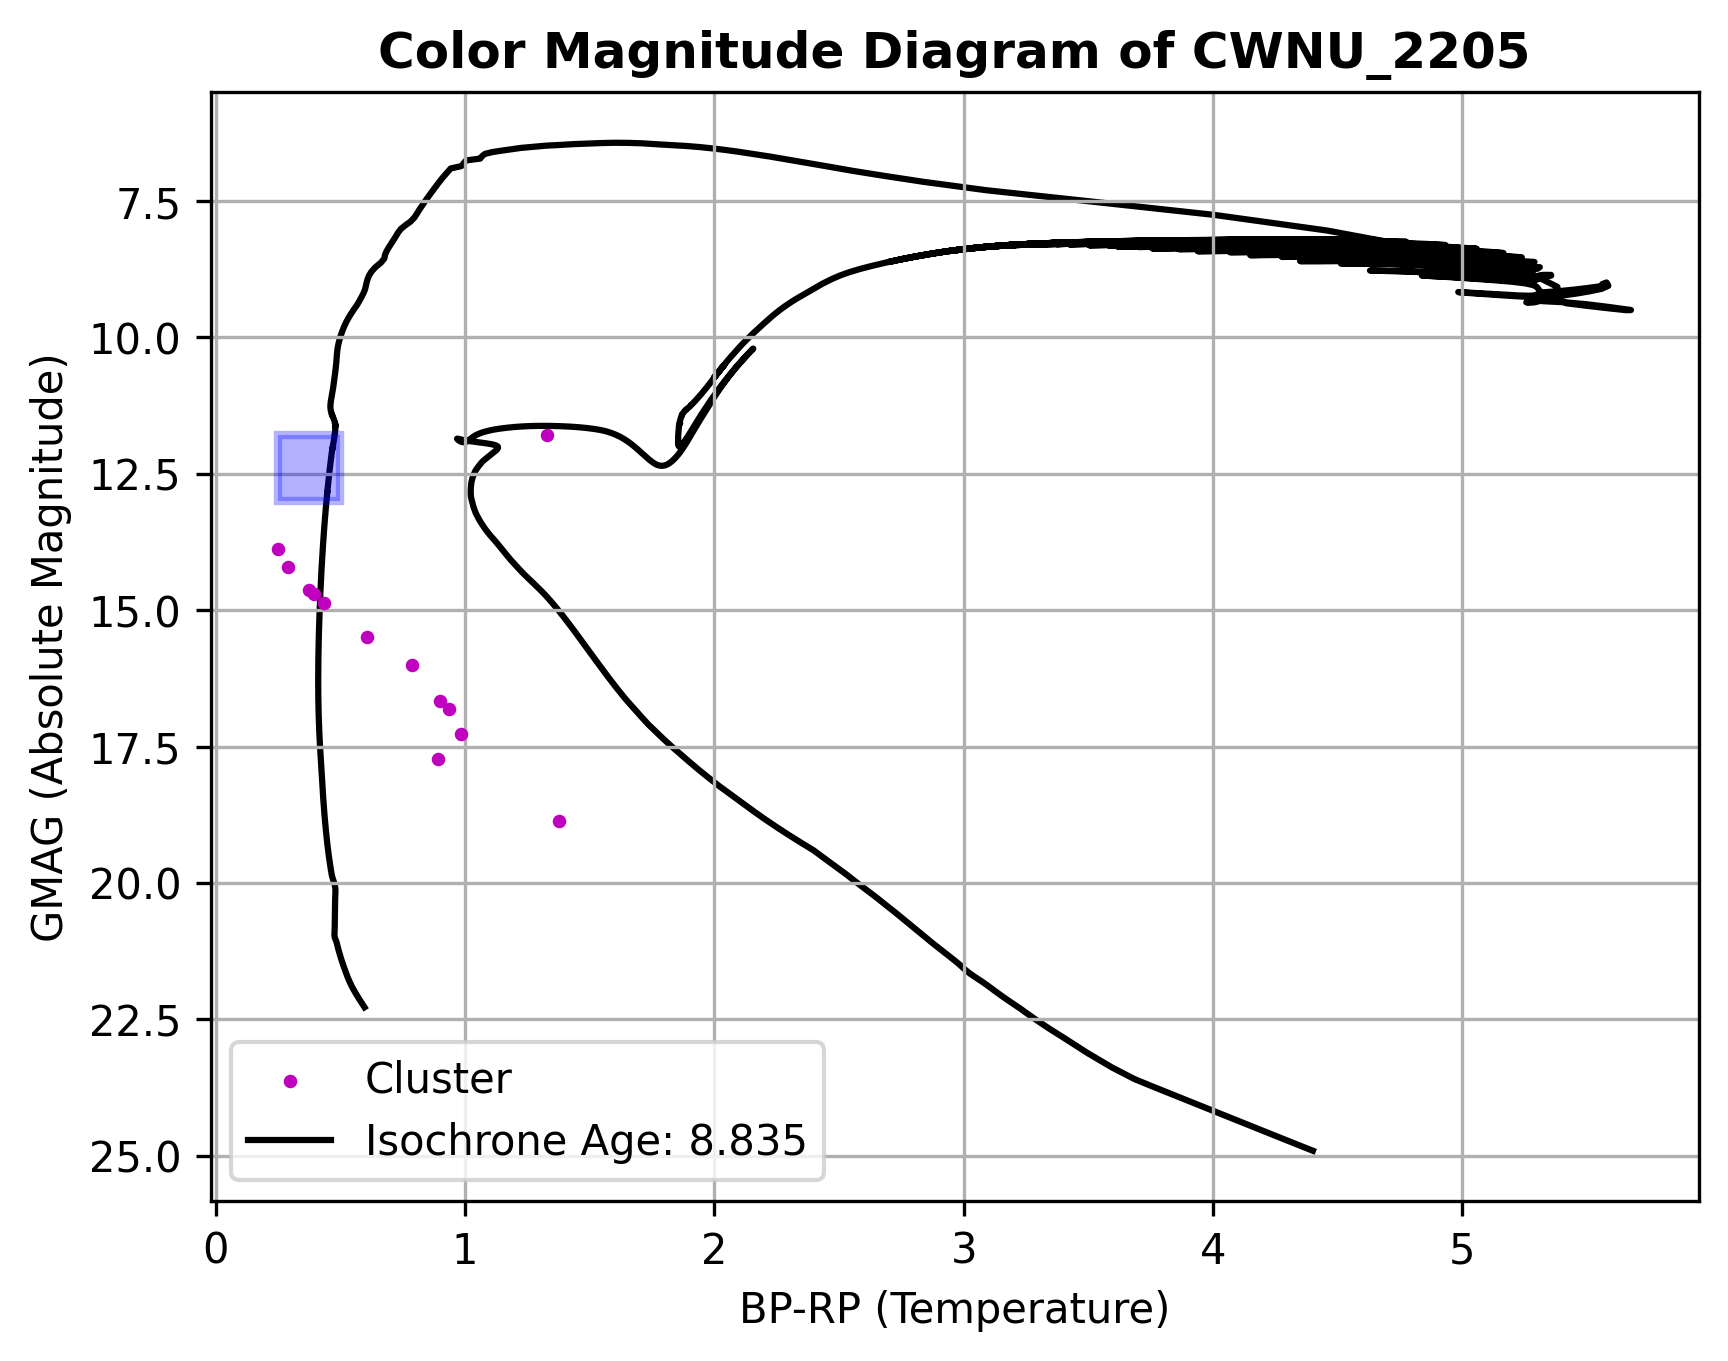 Color Magnitude Diagram of CWNU_2205
GMAG (Absolute Magnitude)
7.5
10.0
12.5
15.0
17.5
20.0
22.5
25.0
Cluster
Isochrone Age: 8.835
0 1 2 3 4 5
BP-RP (Temperature)